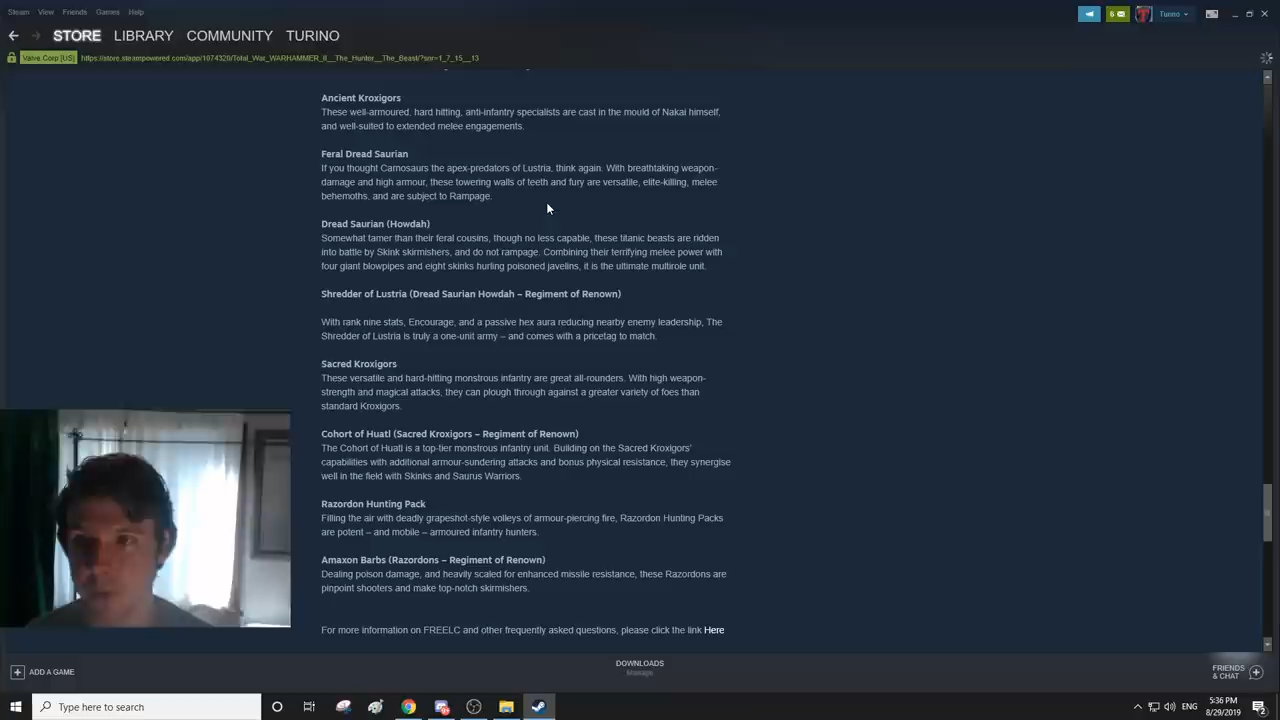 Steam View Friends Games Help
6 Turino
STORE LIBRARY COMMUNITY TURINO
Valve Corp [US] https://store.steampowered.com/app/1074320/Total_War_WARHAMMER_II__The_Hunter__The_Beast/?snr=1_7_15__13
Ancient Kroxigors
These well-armoured, hard hitting, anti-infantry specialists are cast in the mould of Nakai himself,
and well-suited to extended melee engagements.
Feral Dread Saurian
If you thought Carnosaurs the apex-predators of Lustria, think again. With breathtaking weapon-
damage and high armour, these towering walls of teeth and fury are versatile, elite-killing, melee
behemoths, and are subject to Rampage.
Dread Saurian (Howdah)
Somewhat tamer than their feral cousins, though no less capable, these titanic beasts are ridden
into battle by Skink skirmishers, and do not rampage. Combining their terrifying melee power with
four giant blowpipes and eight skinks hurling poisoned javelins, it is the ultimate multirole unit.
Shredder of Lustria (Dread Saurian Howdah – Regiment of Renown)
With rank nine stats, Encourage, and a passive hex aura reducing nearby enemy leadership, The
Shredder of Lustria is truly a one-unit army – and comes with a pricetag to match.
Sacred Kroxigors
These versatile and hard-hitting monstrous infantry are great all-rounders. With high weapon-
strength and magical attacks, they can plough through against a greater variety of foes than
standard Kroxigors.
Cohort of Huatl (Sacred Kroxigors – Regiment of Renown)
The Cohort of Huatl is a top-tier monstrous infantry unit. Building on the Sacred Kroxigors'
capabilities with additional armour-sundering attacks and bonus physical resistance, they synergise
well in the field with Skinks and Saurus Warriors.
Razordon Hunting Pack
Filling the air with deadly grapeshot-style volleys of armour-piercing fire, Razordon Hunting Packs
are potent – and mobile – armoured infantry hunters.
Amaxon Barbs (Razordons – Regiment of Renown)
Dealing poison damage, and heavily scaled for enhanced missile resistance, these Razordons are
pinpoint shooters and make top-notch skirmishers.
For more information on FREELC and other frequently asked questions, please click the link Here
ADD A GAME
DOWNLOADS
Manage
FRIENDS
& CHAT
Type here to search
ENG
5:36 PM
8/29/2019